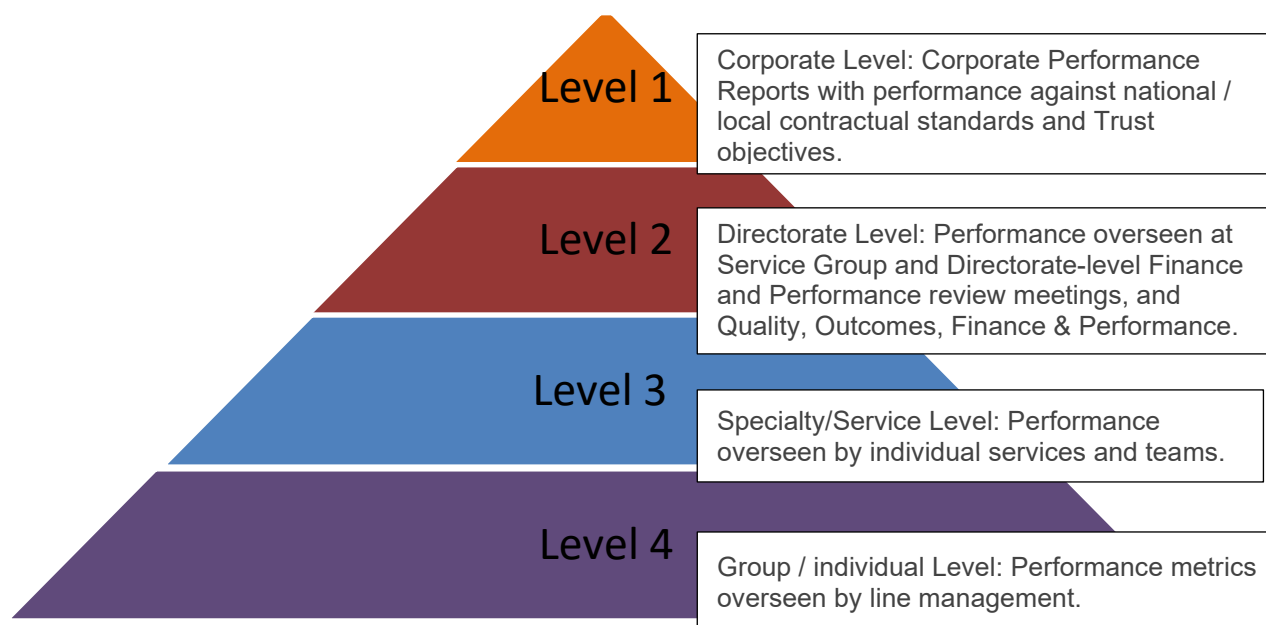 Level 1
Corporate Level: Corporate Performance
Reports with performance against national /
local contractual standards and Trust
objectives.
Level 2
Directorate Level: Performance overseen at
Service Group and Directorate-level Finance
and Performance review meetings, and
Quality, Outcomes, Finance & Performance.
Level 3
Specialty/Service Level: Performance
overseen by individual services and teams.
Level 4
Group / individual Level: Performance metrics
overseen by line management.